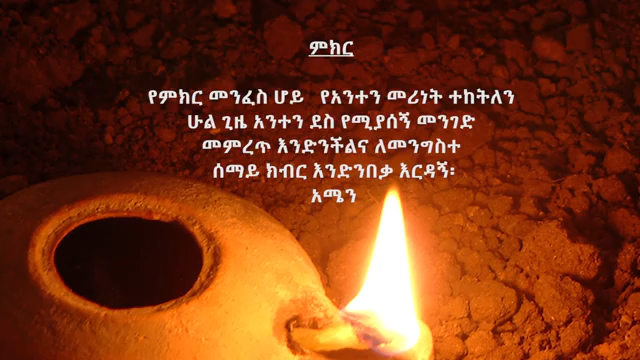 ምክር
የምክር መንፈስ ሆይ የአንተን መሪነት ተከትለን
ሁል ጊዜ አንተን ደስ የሚያሰኝ መንገድ
መምረጥ እንድንችልና ለመንግስተ
ሰማይ ክብር እንድንበቃ እርዳኝ፡
አሜን